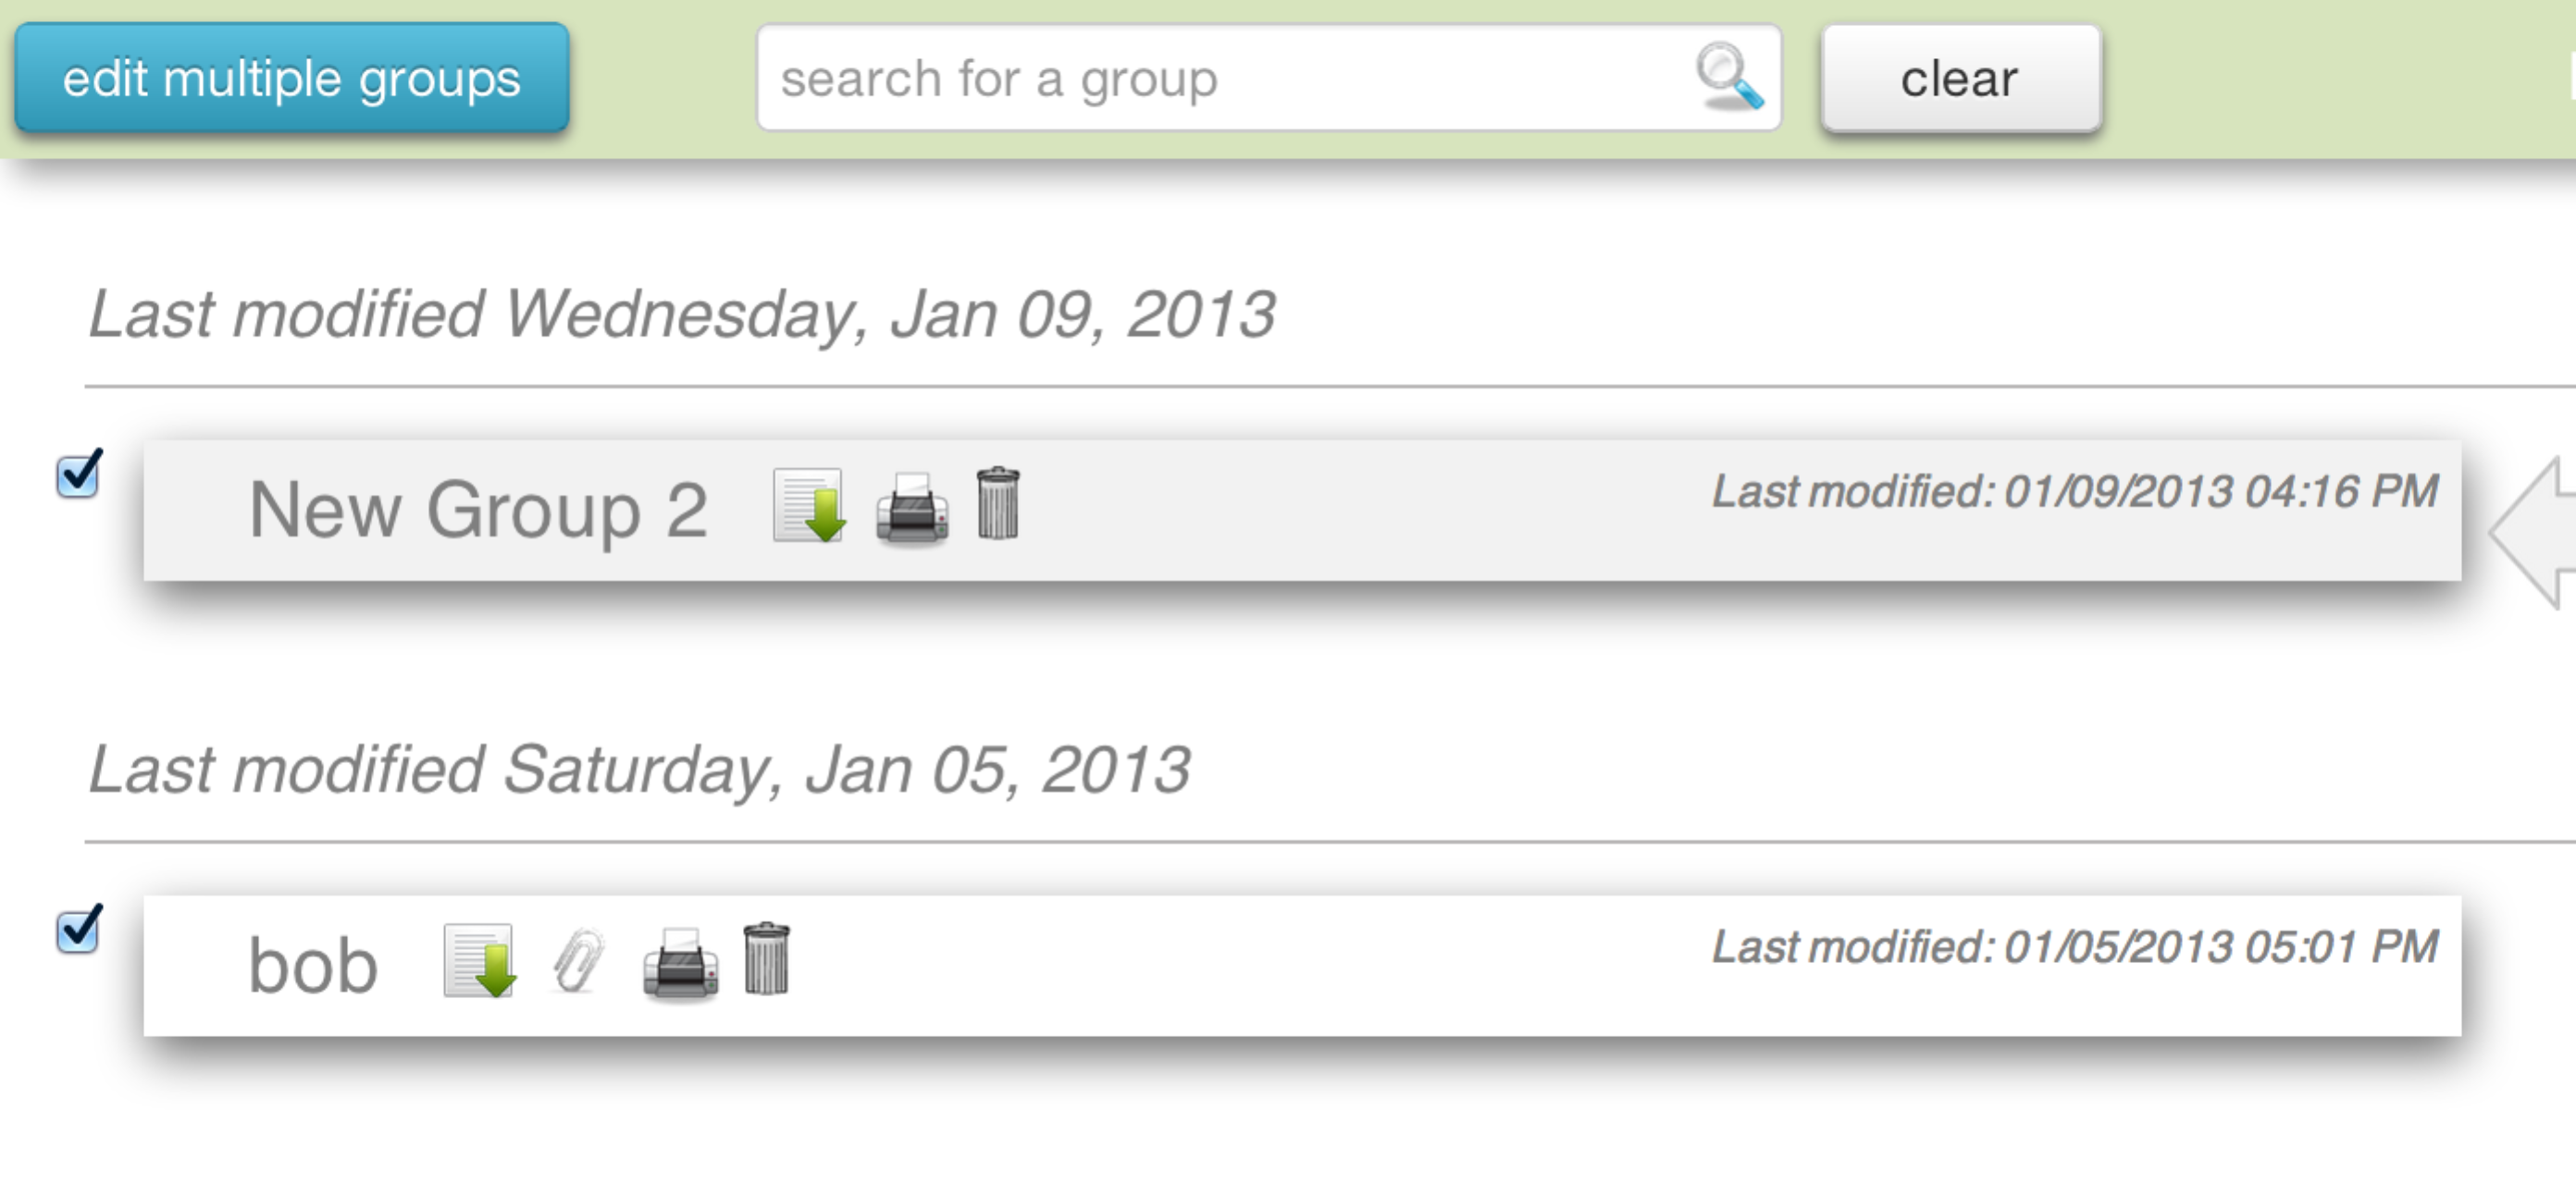 edit multiple groups
search for a group
clear
Last modified Wednesday, Jan 09, 2013
New Group 2
Last modified: 01/09/2013 04:16 PM
Last modified Saturday, Jan 05, 2013
bob
Last modified: 01/05/2013 05:01 PM